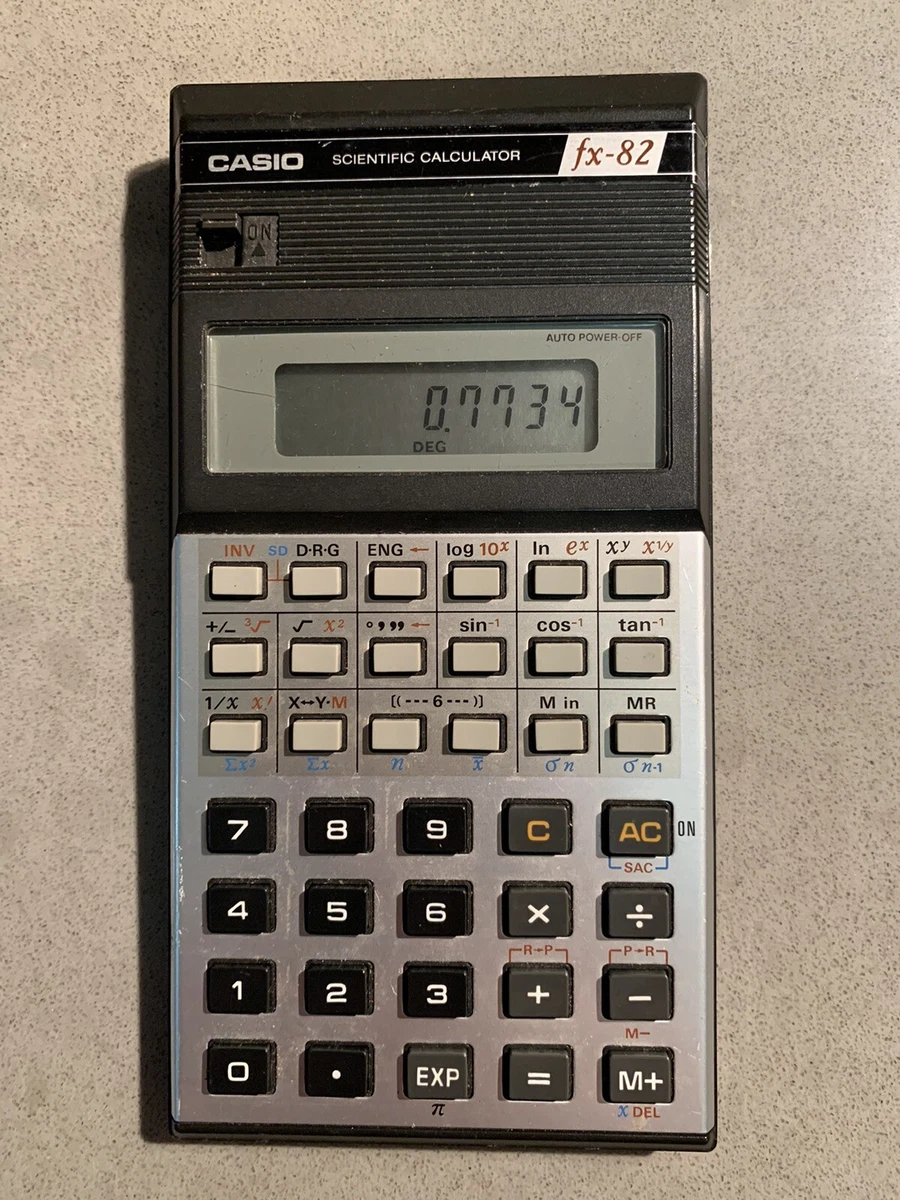 CASIO SCIENTIFIC CALCULATOR fx-82
ON
AUTO POWER-OFF
0.7734
DEG
INV SD D·R·G ENG ← log 10ˣ ln eˣ xʸ x¹/ʸ
+/− ³√ √ x² °,,, ← sin⁻¹ cos⁻¹ tan⁻¹
1/x x! X↔Y·M [(---6---)] M in MR
Σx² Σx n x̄ σn σn-1
7 8 9 C AC ON
SAC
4 5 6 × ÷
R→P P→R
1 2 3 + −
M−
0 · EXP = M+
π x DEL